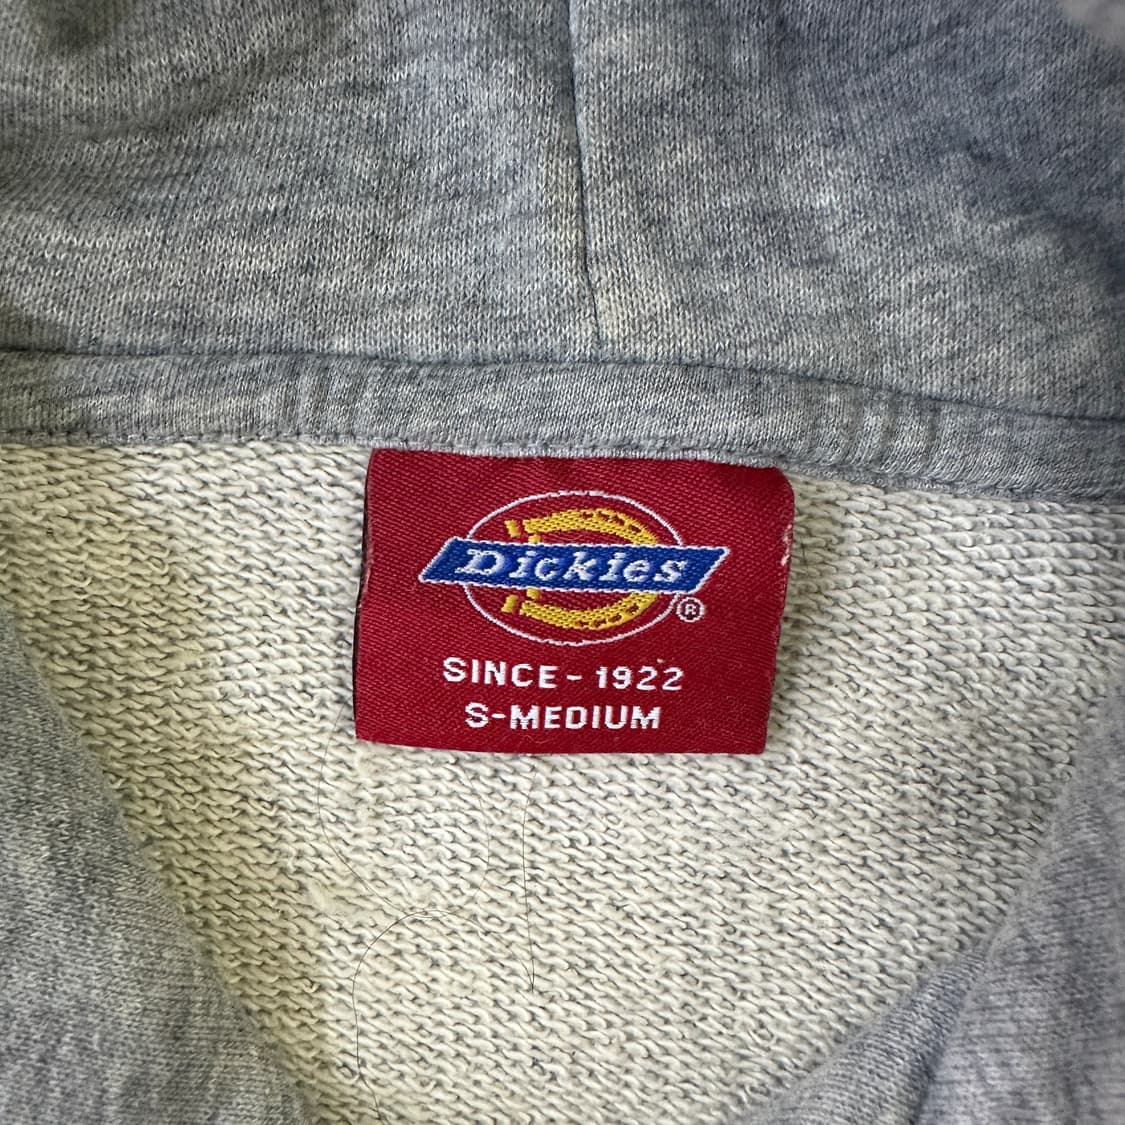 Dickies
®
SINCE - 1922
S-MEDIUM